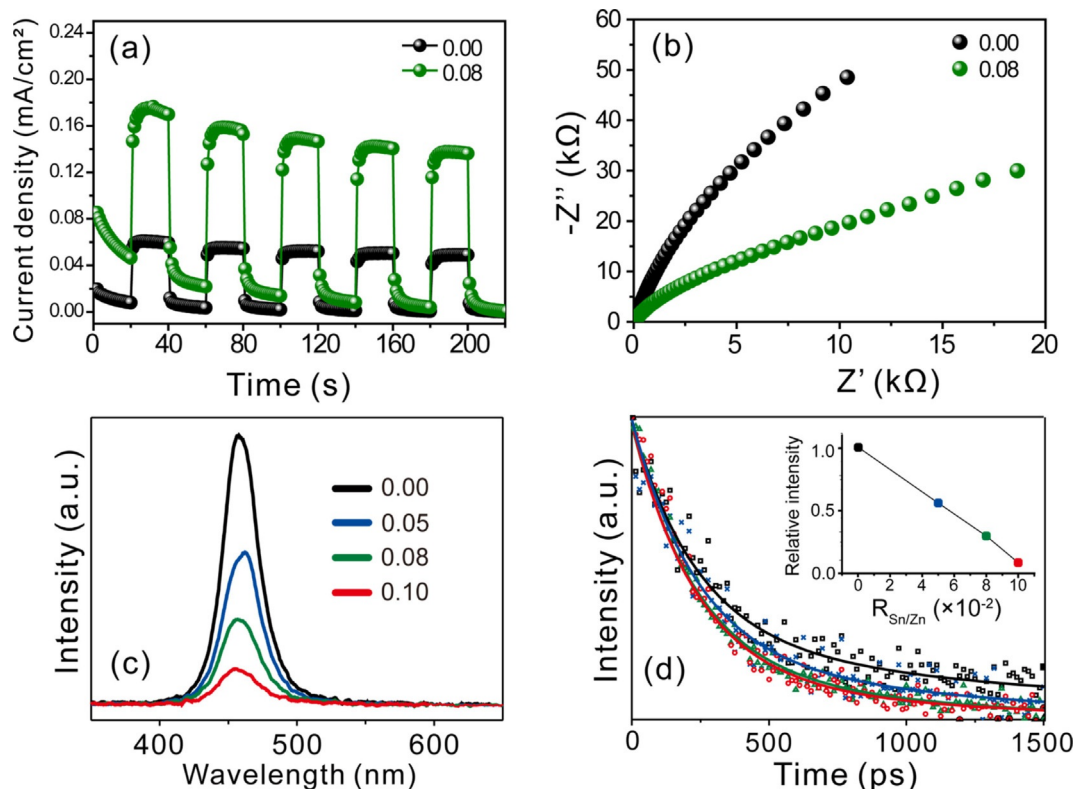 (a)
0.00
0.08
Current density (mA/cm²)
0.24
0.20
0.16
0.12
0.08
0.04
0.00
0 40 80 120 160 200
Time (s)
(b)
0.00
0.08
-Z'' (kΩ)
60
50
40
30
20
10
0
0 5 10 15 20
Z' (kΩ)
(c)
0.00
0.05
0.08
0.10
Intensity (a.u.)
400 500 600
Wavelength (nm)
(d)
Intensity (a.u.)
0 500 1000 1500
Time (ps)
Relative intensity
1.0
0.5
0.0
0 2 4 6 8 10
R_Sn/Zn (×10⁻²)